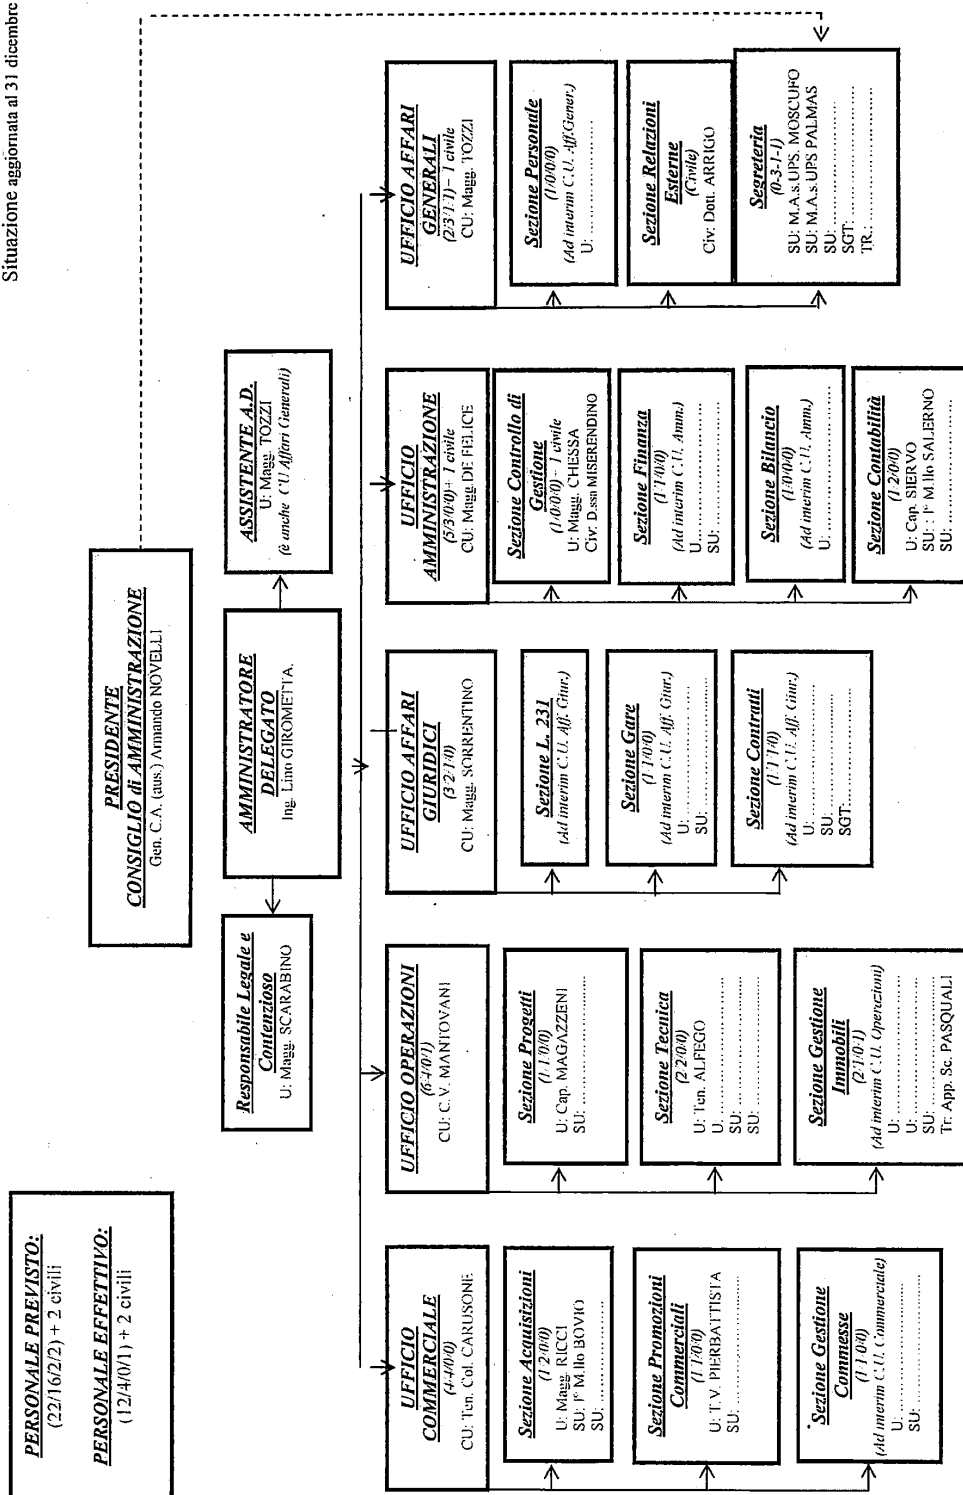 Situazione aggiornata al 31 dicembre
PERSONALE PREVISTO:
(22/16/2/2) + 2 civili
PERSONALE EFFETTIVO:
(12/4/0/1) + 2 civili
PRESIDENTE
CONSIGLIO di AMMINISTRAZIONE
Gen. C.A. (aus.) Armando NOVELLI
Responsabile Legale e
Contenzioso
U: Magg. SCARABINO
AMMINISTRATORE
DELEGATO
Ing. Lino GIROMETTA.
ASSISTENTE A.D.
U: Magg. TOZZI
(è anche CU Affari Generali)
UFFICIO
COMMERCIALE
(4/4/0/0)
CU: Ten. Col. CARUSONE
Sezione Acquisizioni
(1/2/0/0)
U: Magg. RICCI
SU: 1° M.llo BOVIO
SU: ..................
Sezione Promozioni
Commerciali
(1/1/0/0)
U: T.V. PIERBATTISTA
SU: ..................
Sezione Gestione
Commesse
(1/1/0/0)
(Ad interim C.U. Commerciale)
U: ..................
SU: ..................
UFFICIO OPERAZIONI
(6/4/0/1)
CU: C.V. MANTOVANI
Sezione Progetti
(1/1/0/0)
U: Cap. MAGAZZENI
SU: ..................
Sezione Tecnica
(2/2/0/0)
U: Ten. ALFEGO
U: ..................
SU: ..................
SU: ..................
Sezione Gestione
Immobili
(2/1/0/1)
(Ad interim C.U. Operazioni)
U: ..................
U: ..................
SU: ..................
Tr. App. Sc. PASQUALI
UFFICIO AFFARI
GIURIDICI
(3/2/1/0)
CU: Magg. SORRENTINO
Sezione L. 231
(Ad interim C.U. Aff. Giur.)
Sezione Gare
(1/1/0/0)
(Ad interim C.U. Aff. Giur.)
U: ..................
SU: ..................
Sezione Contratti
(1/1/1/0)
(Ad interim C.U. Aff. Giur.)
U: ..................
SU: ..................
SGT: ..................
UFFICIO
AMMINISTRAZIONE
(5/3/0/0)+ 1 civile
CU: Magg. DE FELICE
Sezione Controllo di
Gestione
(1/0/0/0)– 1 civile
U: Magg. CHESSA
Civ. D.ssa MISERENDINO
Sezione Finanza
(1/1/0/0)
(Ad interim C.U. Amm.)
U: ..................
SU: ..................
Sezione Bilancio
(1/0/0/0)
(Ad interim C.U. Amm.)
U: ..................
Sezione Contabilità
(1/2/0/0)
U: Cap. SIERVO
SU: : 1° M.llo SALERNO
SU: ..................
UFFICIO AFFARI
GENERALI
(2/3/1/1)– 1 civile
CU: Magg. TOZZI
Sezione Personale
(1/0/0/0)
(Ad interim C.U. Aff.Gener.)
U: ..................
Sezione Relazioni
Esterne
(Civile)
Civ: Dott. ARRIGO
Segreteria
(0-3-1-1)
SU: M.A.s.UPS. MOSCUFO
SU: M.A.s.UPS PALMAS
SU: ..................
SGT: ..................
TR.: ..................